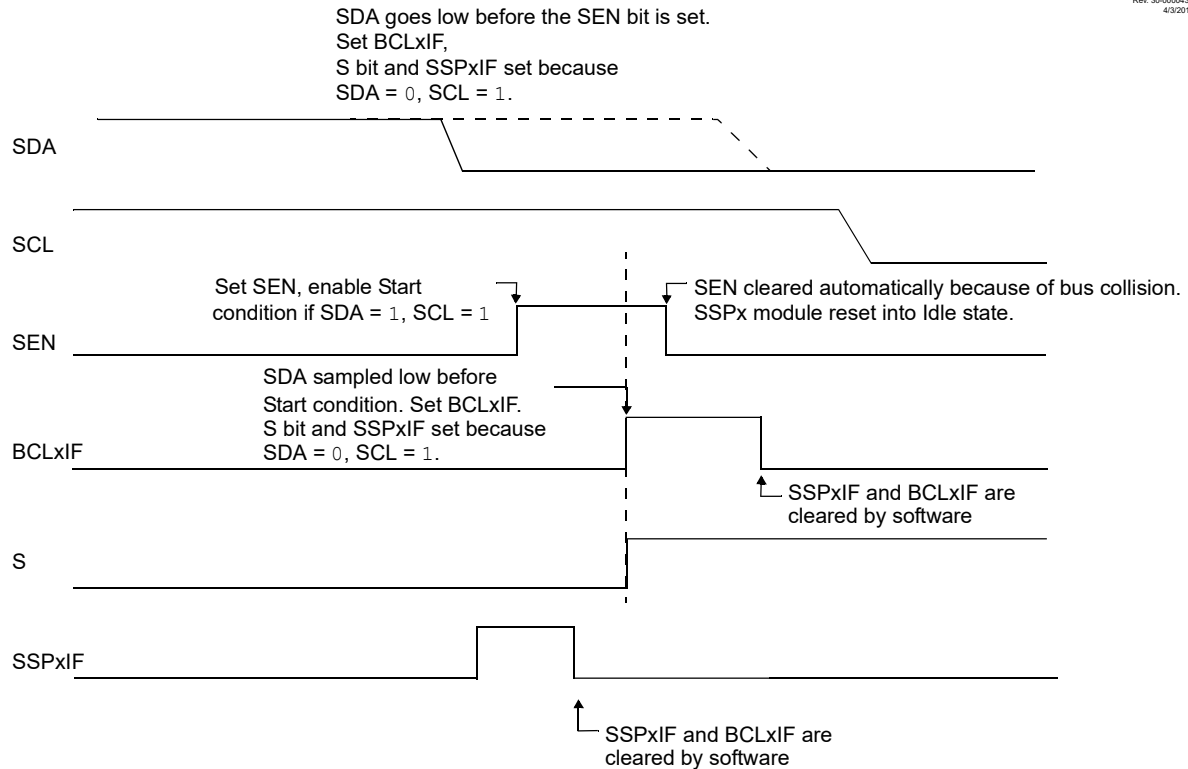 4/3/201
SDA goes low before the SEN bit is set.
Set BCLxIF,
S bit and SSPxIF set because
SDA = 0, SCL = 1.
SDA
SCL
Set SEN, enable Start
condition if SDA = 1, SCL = 1
SEN cleared automatically because of bus collision.
SSPx module reset into Idle state.
SEN
SDA sampled low before
Start condition. Set BCLxIF.
S bit and SSPxIF set because
SDA = 0, SCL = 1.
BCLxIF
SSPxIF and BCLxIF are
cleared by software
S
SSPxIF
SSPxIF and BCLxIF are
cleared by software